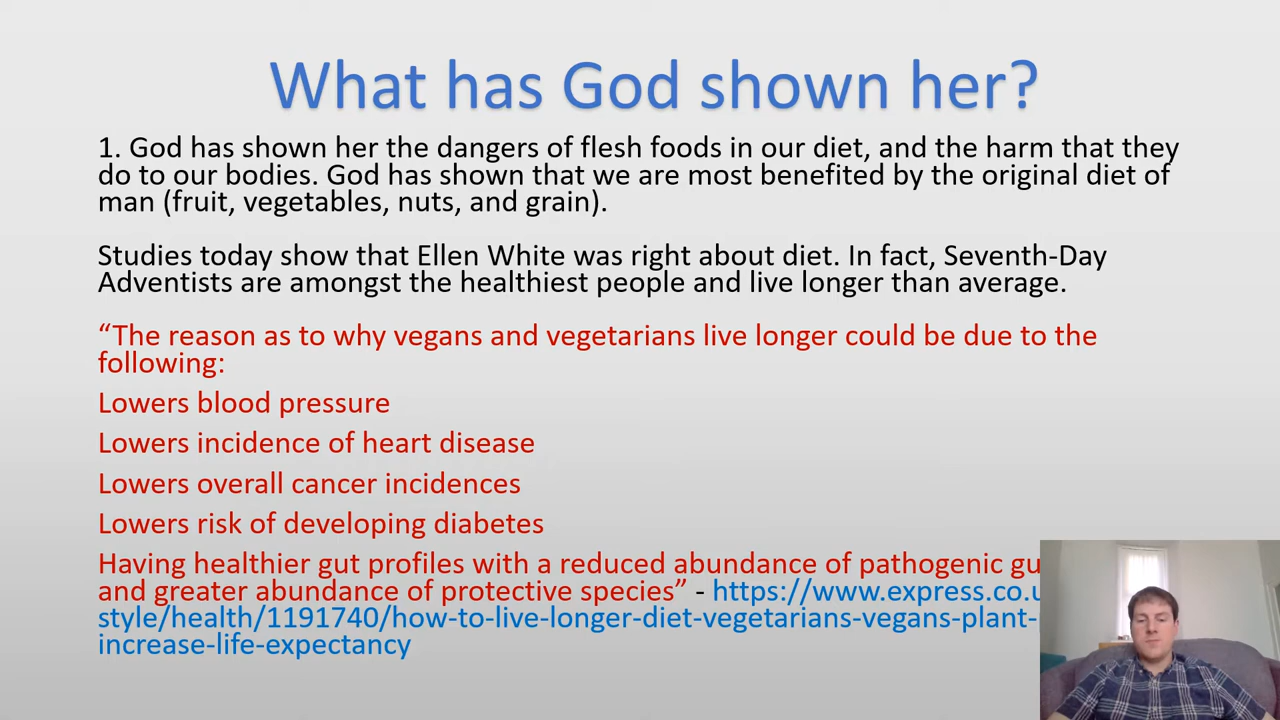 What has God shown her?
1. God has shown her the dangers of flesh foods in our diet, and the harm that they
do to our bodies. God has shown that we are most benefited by the original diet of
man (fruit, vegetables, nuts, and grain).
Studies today show that Ellen White was right about diet. In fact, Seventh-Day
Adventists are amongst the healthiest people and live longer than average.
“The reason as to why vegans and vegetarians live longer could be due to the
following:
Lowers blood pressure
Lowers incidence of heart disease
Lowers overall cancer incidences
Lowers risk of developing diabetes
Having healthier gut profiles with a reduced abundance of pathogenic
and greater abundance of protective species” - https://www.express.co.
style/health/1191740/how-to-live-longer-diet-vegetarians-vegans-plant-
increase-life-expectancy